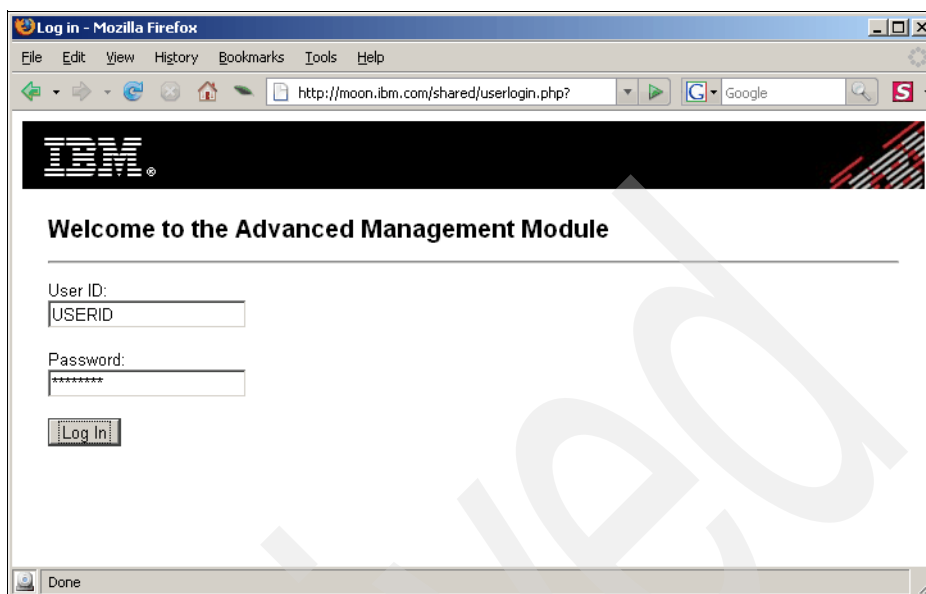 Log in - Mozilla Firefox
File Edit View History Bookmarks Tools Help
http://moon.ibm.com/shared/userlogin.php? G Google S
IBM®
Welcome to the Advanced Management Module
User ID:
USERID
Password:
********
Log In
Done